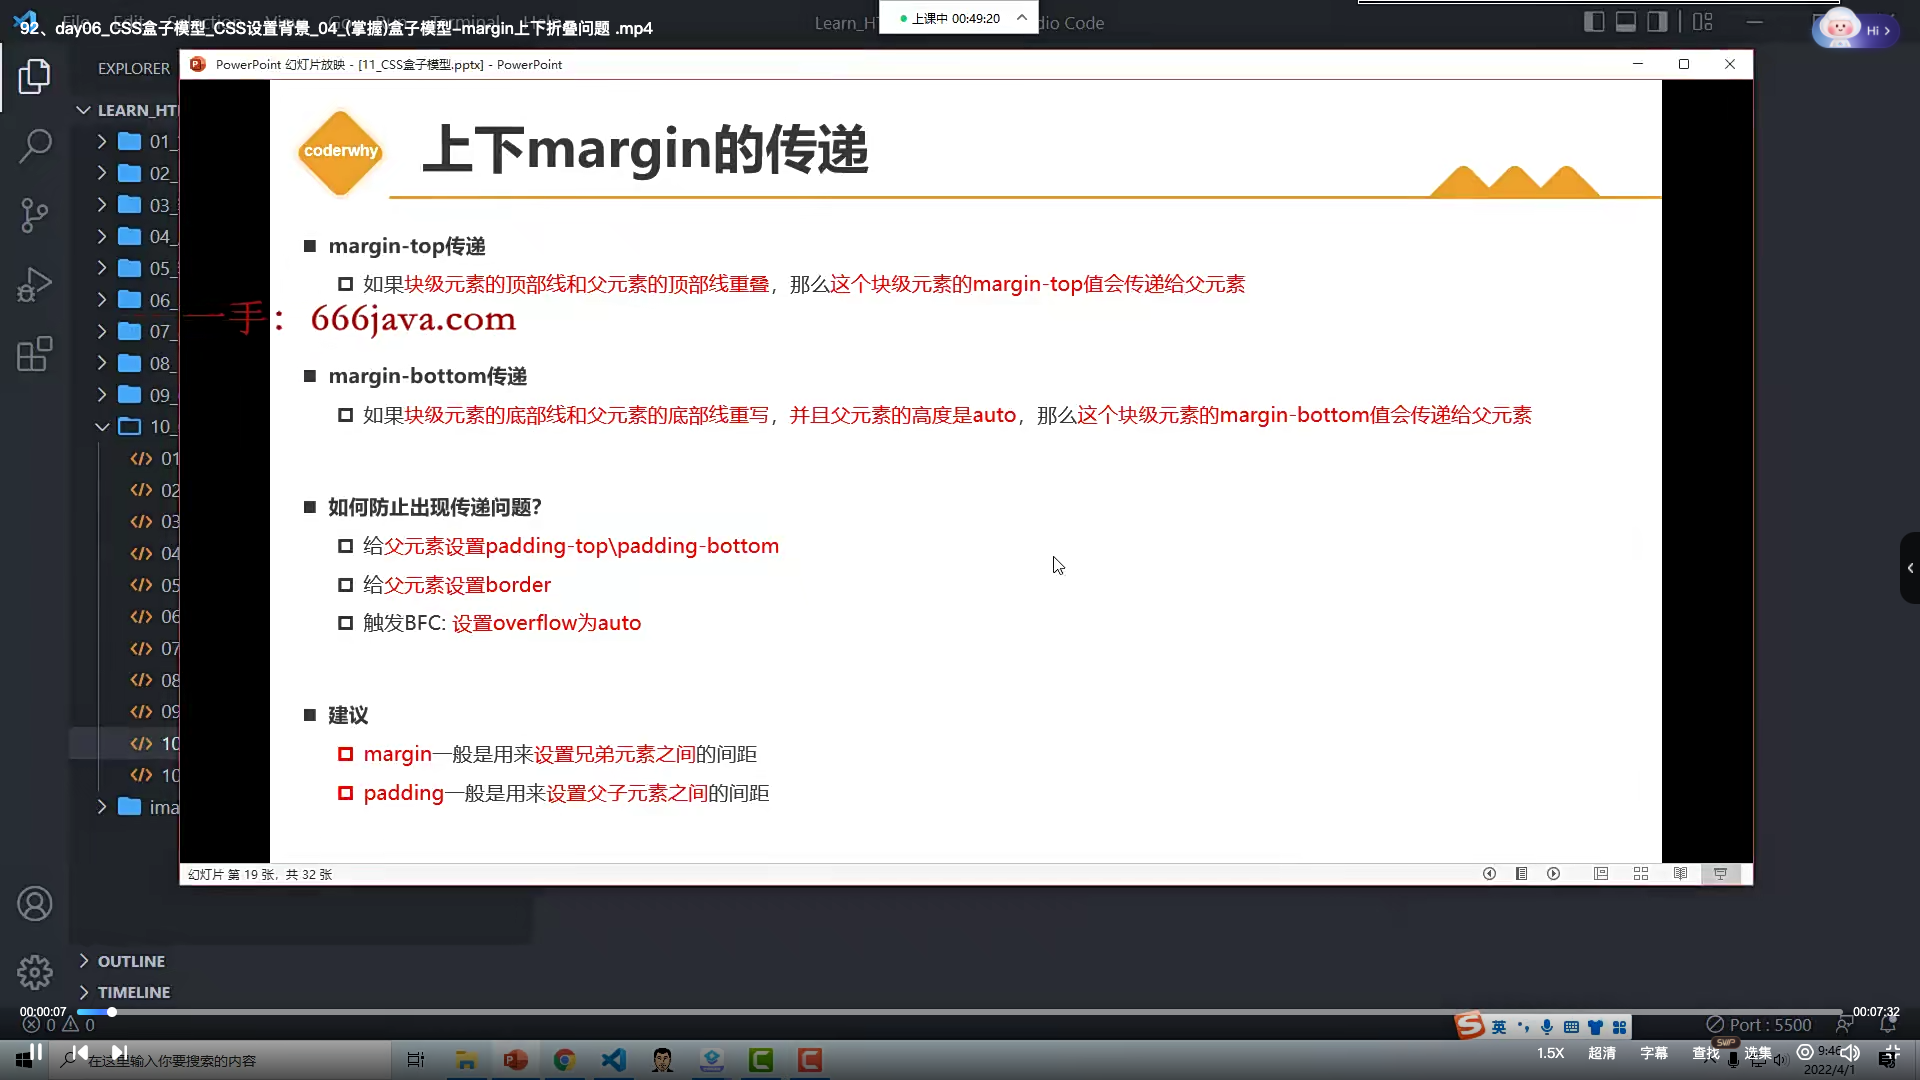 92、day06_CSS盒子模型_CSS设置背景_04_(掌握)盒子模型-margin上下折叠问题 .mp4
上课中 00:49:20
Learn_HT
dio Code
Hi >
EXPLORER
PowerPoint 幻灯片放映 - [11_CSS盒子模型.pptx] - PowerPoint
LEARN_HT
01_
02_
03_
04_
05_
06_
07_
08_
09_
10_
01
02
03
04
05
06
07
08
09
10
10
ima
coderwhy
上下margin的传递
margin-top传递
如果块级元素的顶部线和父元素的顶部线重叠，那么这个块级元素的margin-top值会传递给父元素
一手：666java.com
margin-bottom传递
如果块级元素的底部线和父元素的底部线重写，并且父元素的高度是auto，那么这个块级元素的margin-bottom值会传递给父元素
如何防止出现传递问题？
给父元素设置padding-top\padding-bottom
给父元素设置border
触发BFC: 设置overflow为auto
建议
margin一般是用来设置兄弟元素之间的间距
padding一般是用来设置父子元素之间的间距
幻灯片 第 19 张，共 32 张
OUTLINE
TIMELINE
00:00:07
00:07:32
0 0
英
Port : 5500
在这里输入你要搜索的内容
1.5X 超清 字幕 查找 选集
SWP
9:46
2022/4/1